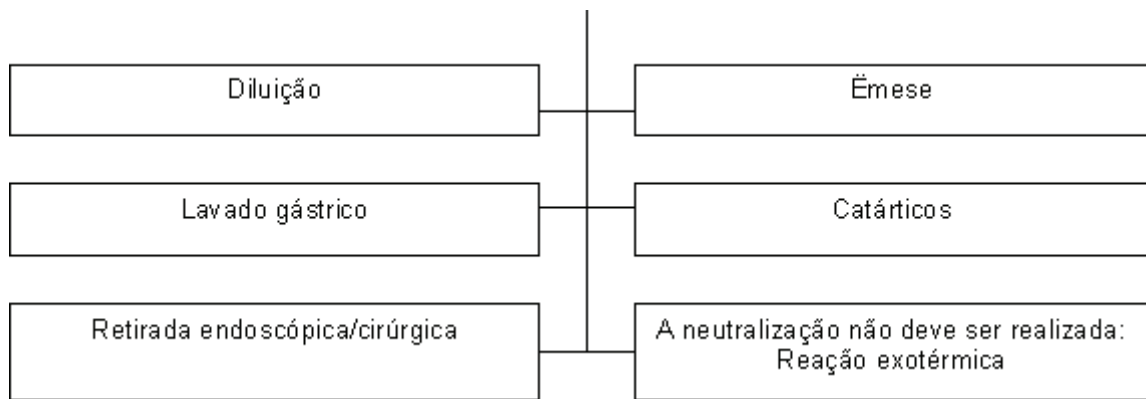 Diluição
Ëmese
Lavado gástrico
Catárticos
Retirada endoscópica/cirúrgica
A neutralização não deve ser realizada:
Reação exotérmica